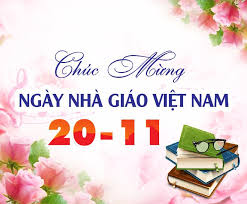 Chúc Mừng
NGÀY NHÀ GIÁO VIỆT NAM
20-11